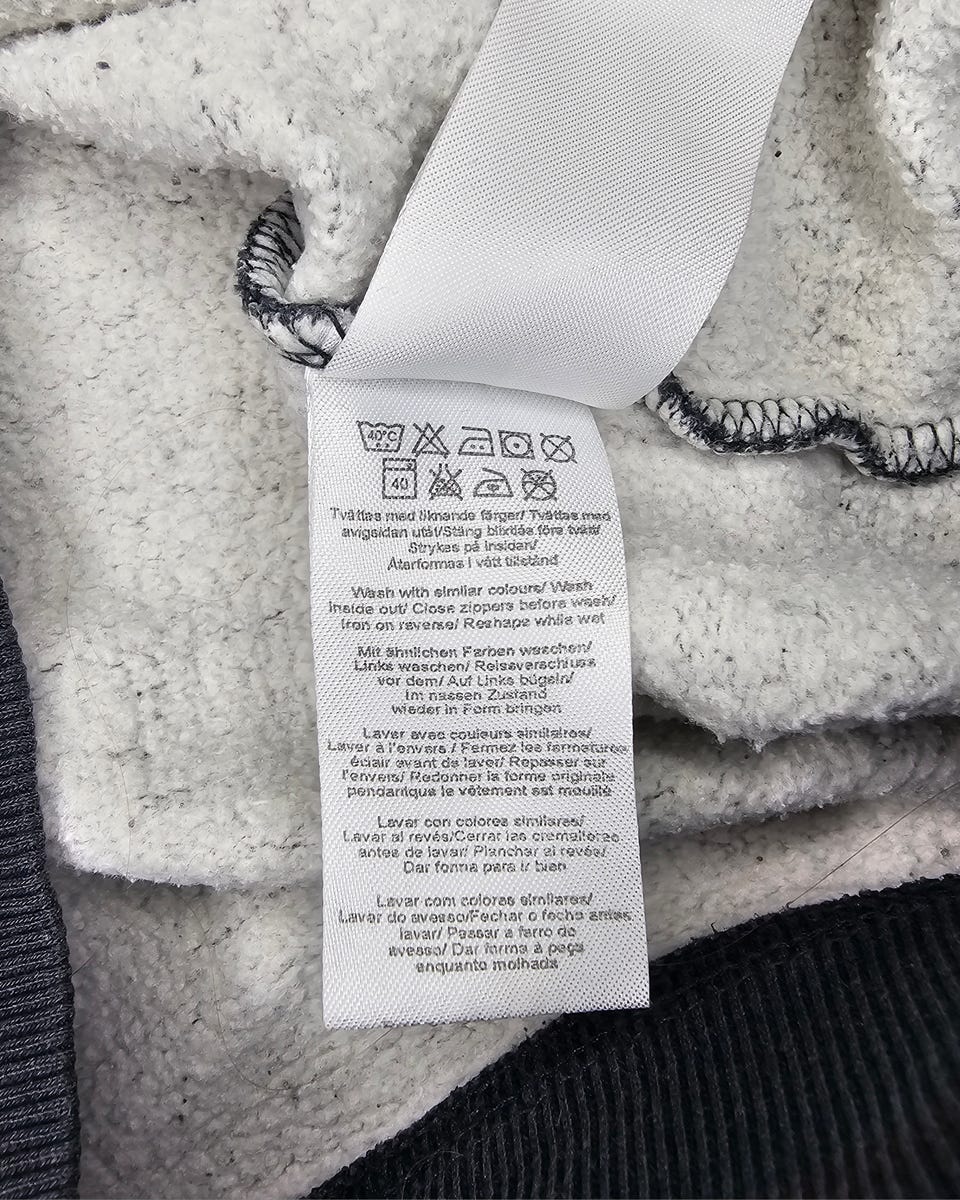 40°C
40
Tvättas med liknande färger/ Tvättas med
avigsidan utåt/Stäng blixtlås före tvätt/
Strykes på insidan/
Återformas i vått tillstånd
Wash with similar colours/ Wash
inside out/ Close zippers before wash/
Iron on reverse/ Reshape while wet
Mit ähnlichen Farben waschen/
Links waschen/ Reissverschluss
vor dem/ Auf Links bügeln/
Im nassen Zustand
wieder in Form bringen
Laver avec couleurs similaires/
Laver à l'envers / Fermez les fermetures
éclair avant de laver/ Repasser sur
l'envers/ Redonner la forme originale
pendantque le vêtement est mouillé
Lavar con colores similares/
Lavar al revés/Cerrar las cremalleras
antes de lavar/ Planchar al revés/
Dar forma para ir bien
Lavar com colores similares/
Lavar do avesso/Fechar o fecho antes
lavar/ Passar a ferro do
avesso/ Dar forma à peça
enquanto molhada